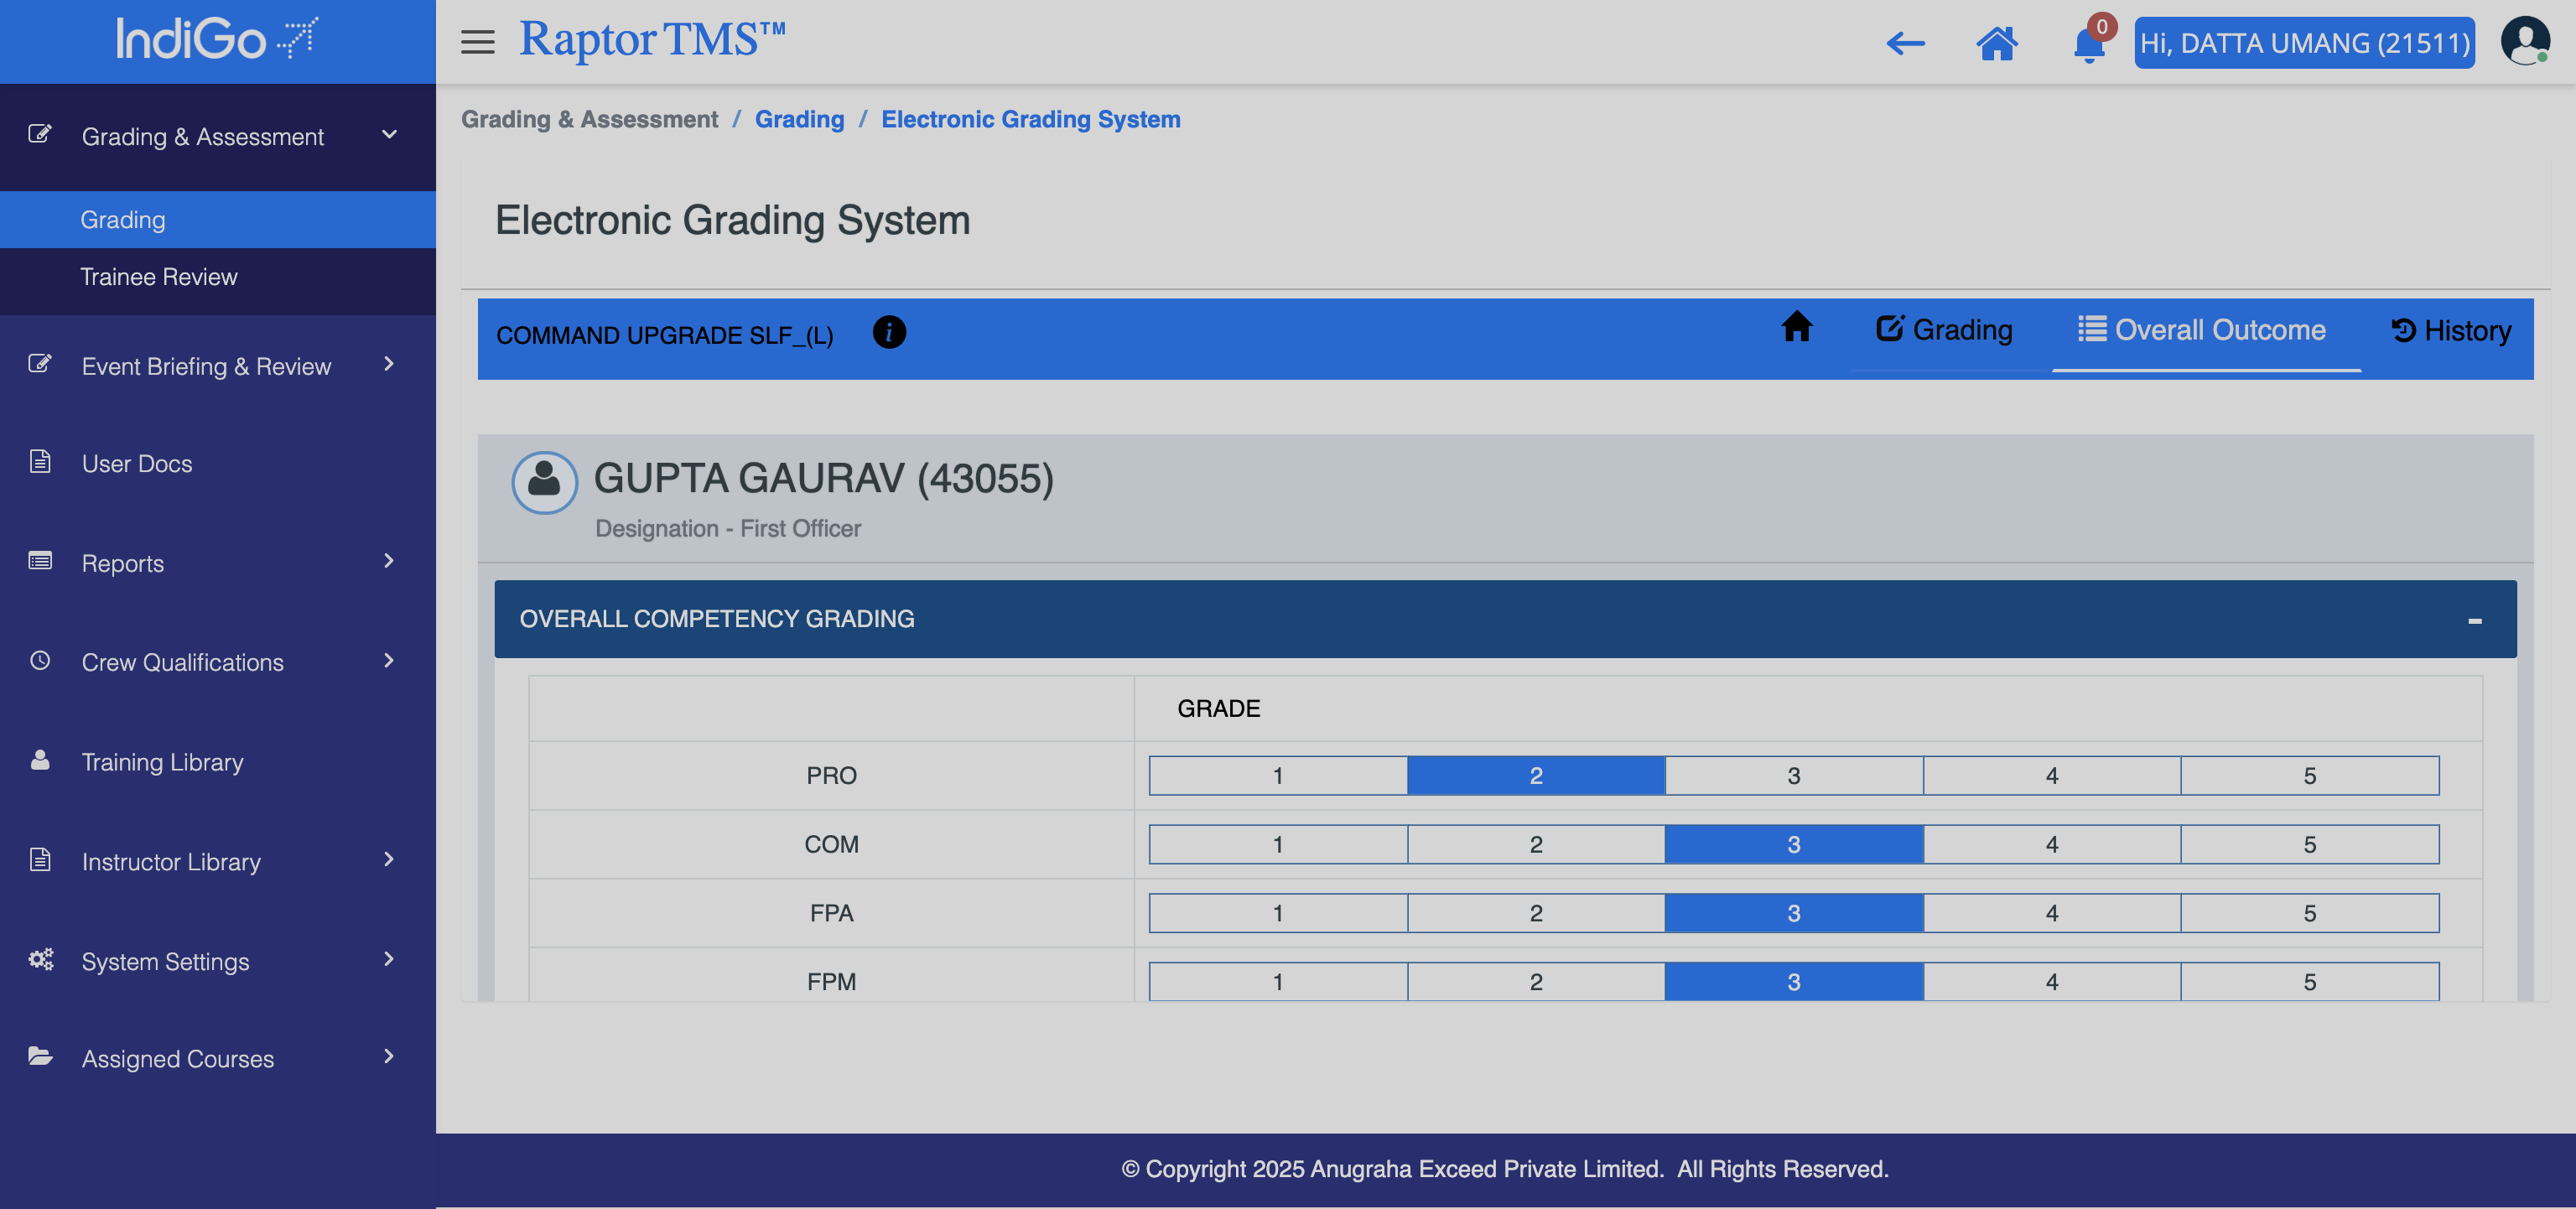 IndiGo
Raptor TMS™
0
Hi, DATTA UMANG (21511)
Grading & Assessment
Grading
Trainee Review
Event Briefing & Review
User Docs
Reports
Crew Qualifications
Training Library
Instructor Library
System Settings
Assigned Courses
Grading & Assessment / Grading / Electronic Grading System
Electronic Grading System
COMMAND UPGRADE SLF_(L) i
Grading
Overall Outcome
History
GUPTA GAURAV (43055)
Designation - First Officer
OVERALL COMPETENCY GRADING -
GRADE
PRO 1 2 3 4 5
COM 1 2 3 4 5
FPA 1 2 3 4 5
FPM 1 2 3 4 5
© Copyright 2025 Anugraha Exceed Private Limited. All Rights Reserved.